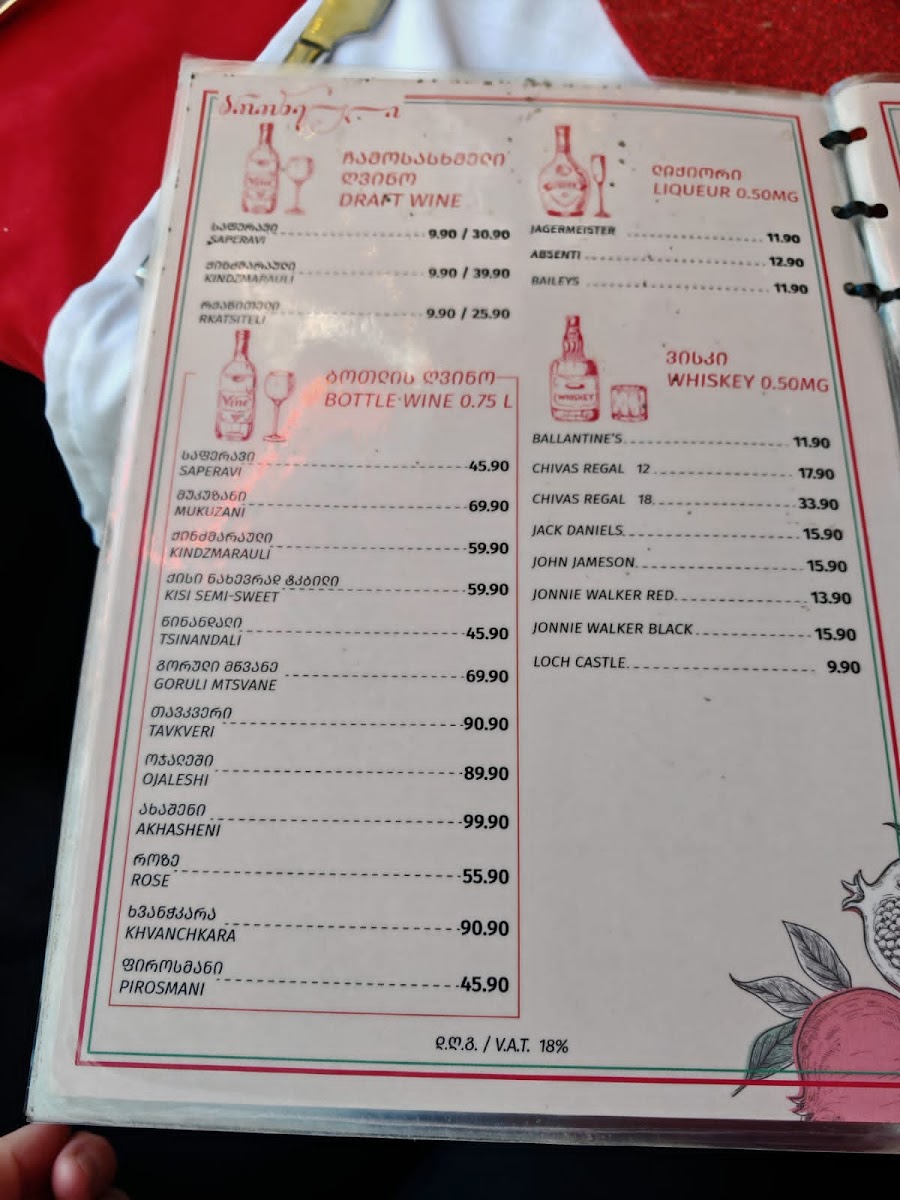 ჩამოსასხმელი
ღვინო
DRAFT WINE
საფერავი 9.90 / 30.90
SAPERAVI
ქინძმარაული 9.90 / 39.90
KINDZMARAULI
რქაწითელი 9.90 / 25.90
RKATSITELI
Vine
ბოთლის ღვინო
BOTTLE WINE 0.75 L
საფერავი 45.90
SAPERAVI
მუკუზანი 69.90
MUKUZANI
ქინძმარაული 59.90
KINDZMARAULI
ქისი ნახევრად ტკბილი 59.90
KISI SEMI-SWEET
წინანდალი 45.90
TSINANDALI
გორული მწვანე 69.90
GORULI MTSVANE
თავკვერი 90.90
TAVKVERI
ოჯალეში 89.90
OJALESHI
ახაშენი 99.90
AKHASHENI
როზე 55.90
ROSE
ხვანჭკარა 90.90
KHVANCHKARA
ფიროსმანი 45.90
PIROSMANI
ლიქიორი
LIQUEUR 0.50MG
JAGERMEISTER 11.90
ABSENTI 12.90
BAILEYS 11.90
WHISKEY
ვისკი
WHISKEY 0.50MG
BALLANTINE'S 11.90
CHIVAS REGAL 12 17.90
CHIVAS REGAL 18 33.90
JACK DANIELS 15.90
JOHN JAMESON 15.90
JONNIE WALKER RED 13.90
JONNIE WALKER BLACK 15.90
LOCH CASTLE 9.90
დ.ღ.გ. / V.A.T. 18%